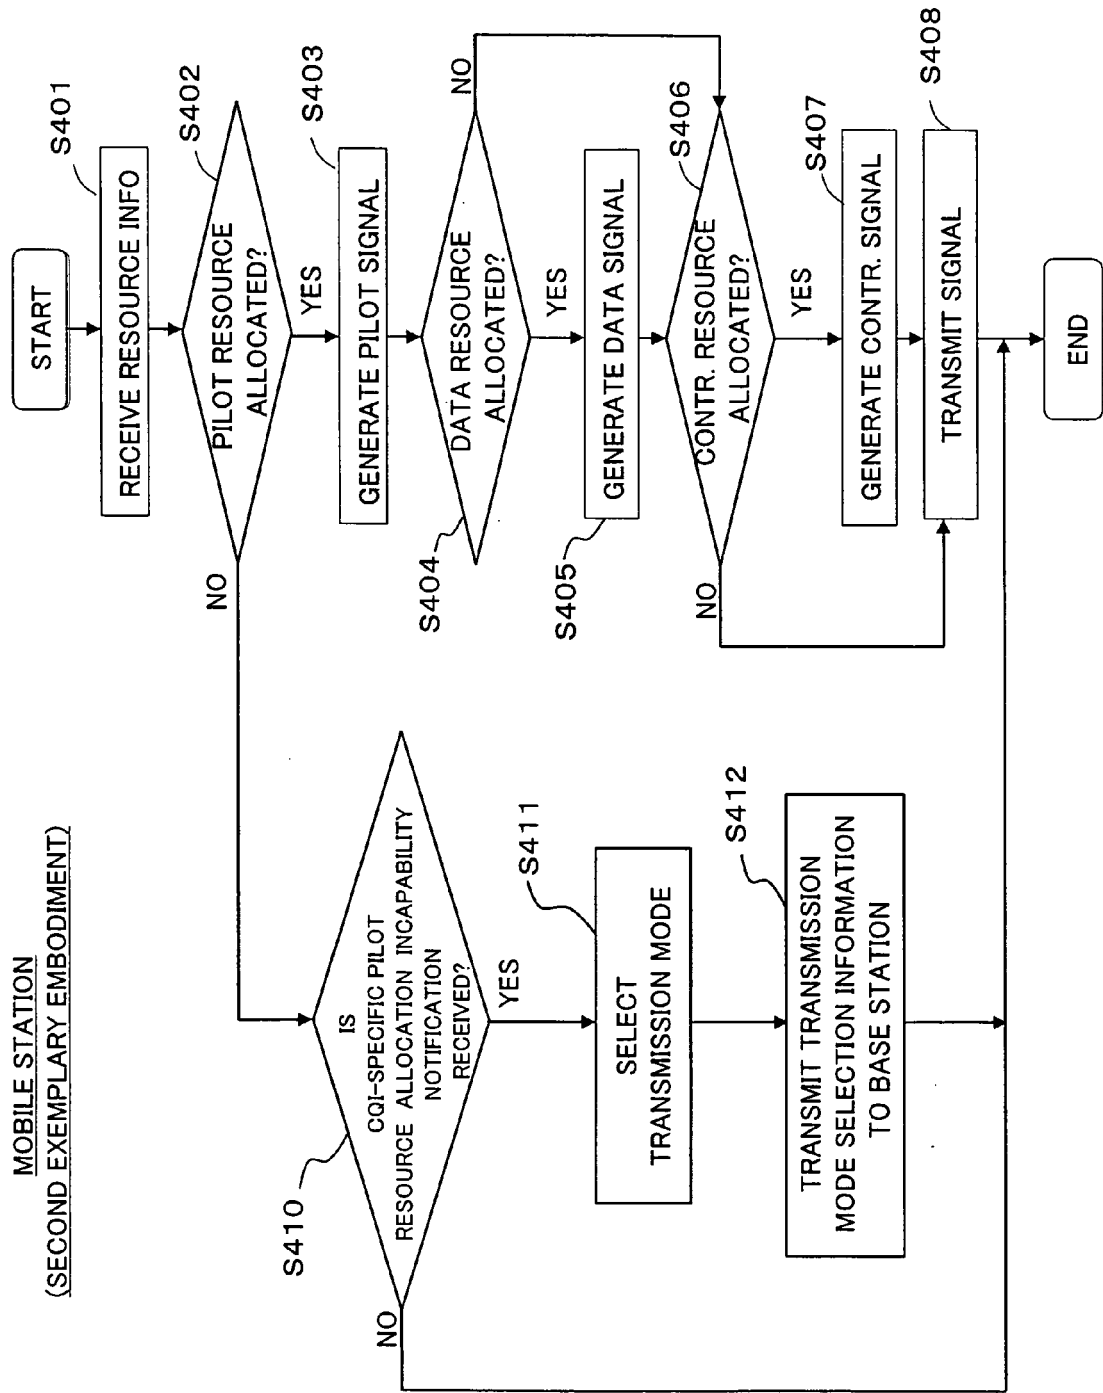 MOBILE STATION
(SECOND EXEMPLARY EMBODIMENT)
START
S401
RECEIVE RESOURCE INFO
S402
PILOT RESOURCE
ALLOCATED?
NO
YES
S403
GENERATE PILOT SIGNAL
S404
DATA RESOURCE
ALLOCATED?
NO
YES
S405
GENERATE DATA SIGNAL
S406
CONTR. RESOURCE
ALLOCATED?
NO
YES
S407
GENERATE CONTR. SIGNAL
S408
TRANSMIT SIGNAL
END
S410
IS
CQI-SPECIFIC PILOT
RESOURCE ALLOCATION INCAPABILITY
NOTIFICATION
RECEIVED?
NO
YES
S411
SELECT
TRANSMISSION MODE
S412
TRANSMIT TRANSMISSION
MODE SELECTION INFORMATION
TO BASE STATION